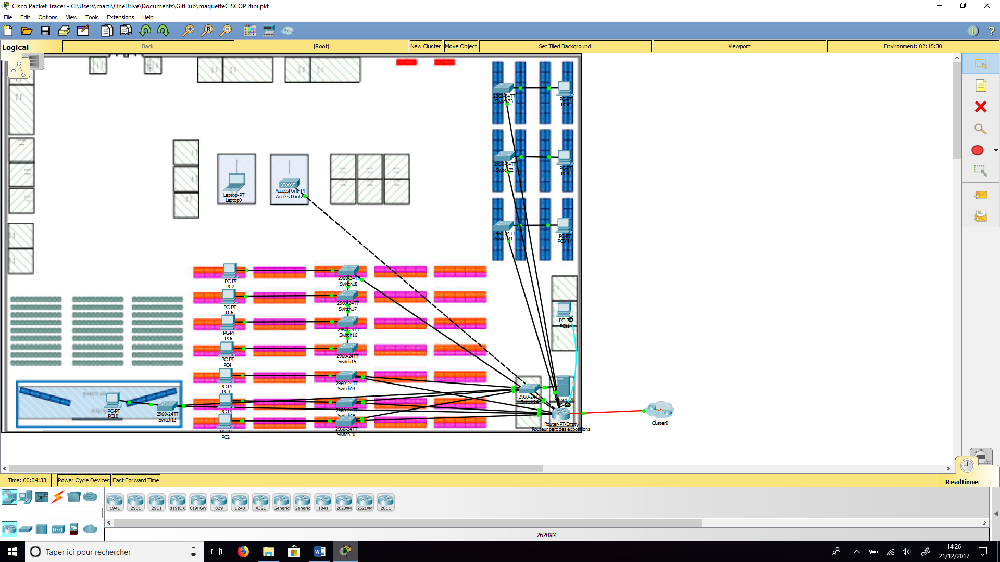 Cisco Packet Tracer - C:\Users\marti\OneDrive\Documents\GitHub\maquetteCISCOPTfini.pkt
File Edit Options View Tools Extensions Help
Logical Back [Root] New Cluster Move Object Set Tiled Background Viewport Environment: 02:15:30
2960-24TT
Switch23
PC-PT
PC8
2960-24TT
Switch22
PC-PT
PC9
Laptop-PT
Laptop0
AccessPoint-PT
Access Point2
2960-24TT
Switch21
PC-PT
PC8(1)
PC-PT
PC7
2960-24TT
Switch18
PC-PT
PC6
2960-24TT
Switch17
PC-PT
PC11
PC-PT
PC5
2960-24TT
Switch16
PC-PT
PC4
2960-24TT
Switch15
PC-PT
PC3
2960-24TT
Switch14
2960-24TT
Switch24
PC-PT
PC10
2960-24TT
Switch12
PC-PT
2960-24TT
Switch19
PC-PT
PC2
2960-24TT
Switch20
Router-PT-Empty
Routeur parc des expositions
Cluster0
Time: 00:04:33 Power Cycle Devices Fast Forward Time
Realtime
1941 2901 2911 819IOX 819HGW 829 1240 4321 Generic Generic 1841 2620XM 2621XM 2811
2620XM
Taper ici pour rechercher
14:26
21/12/2017